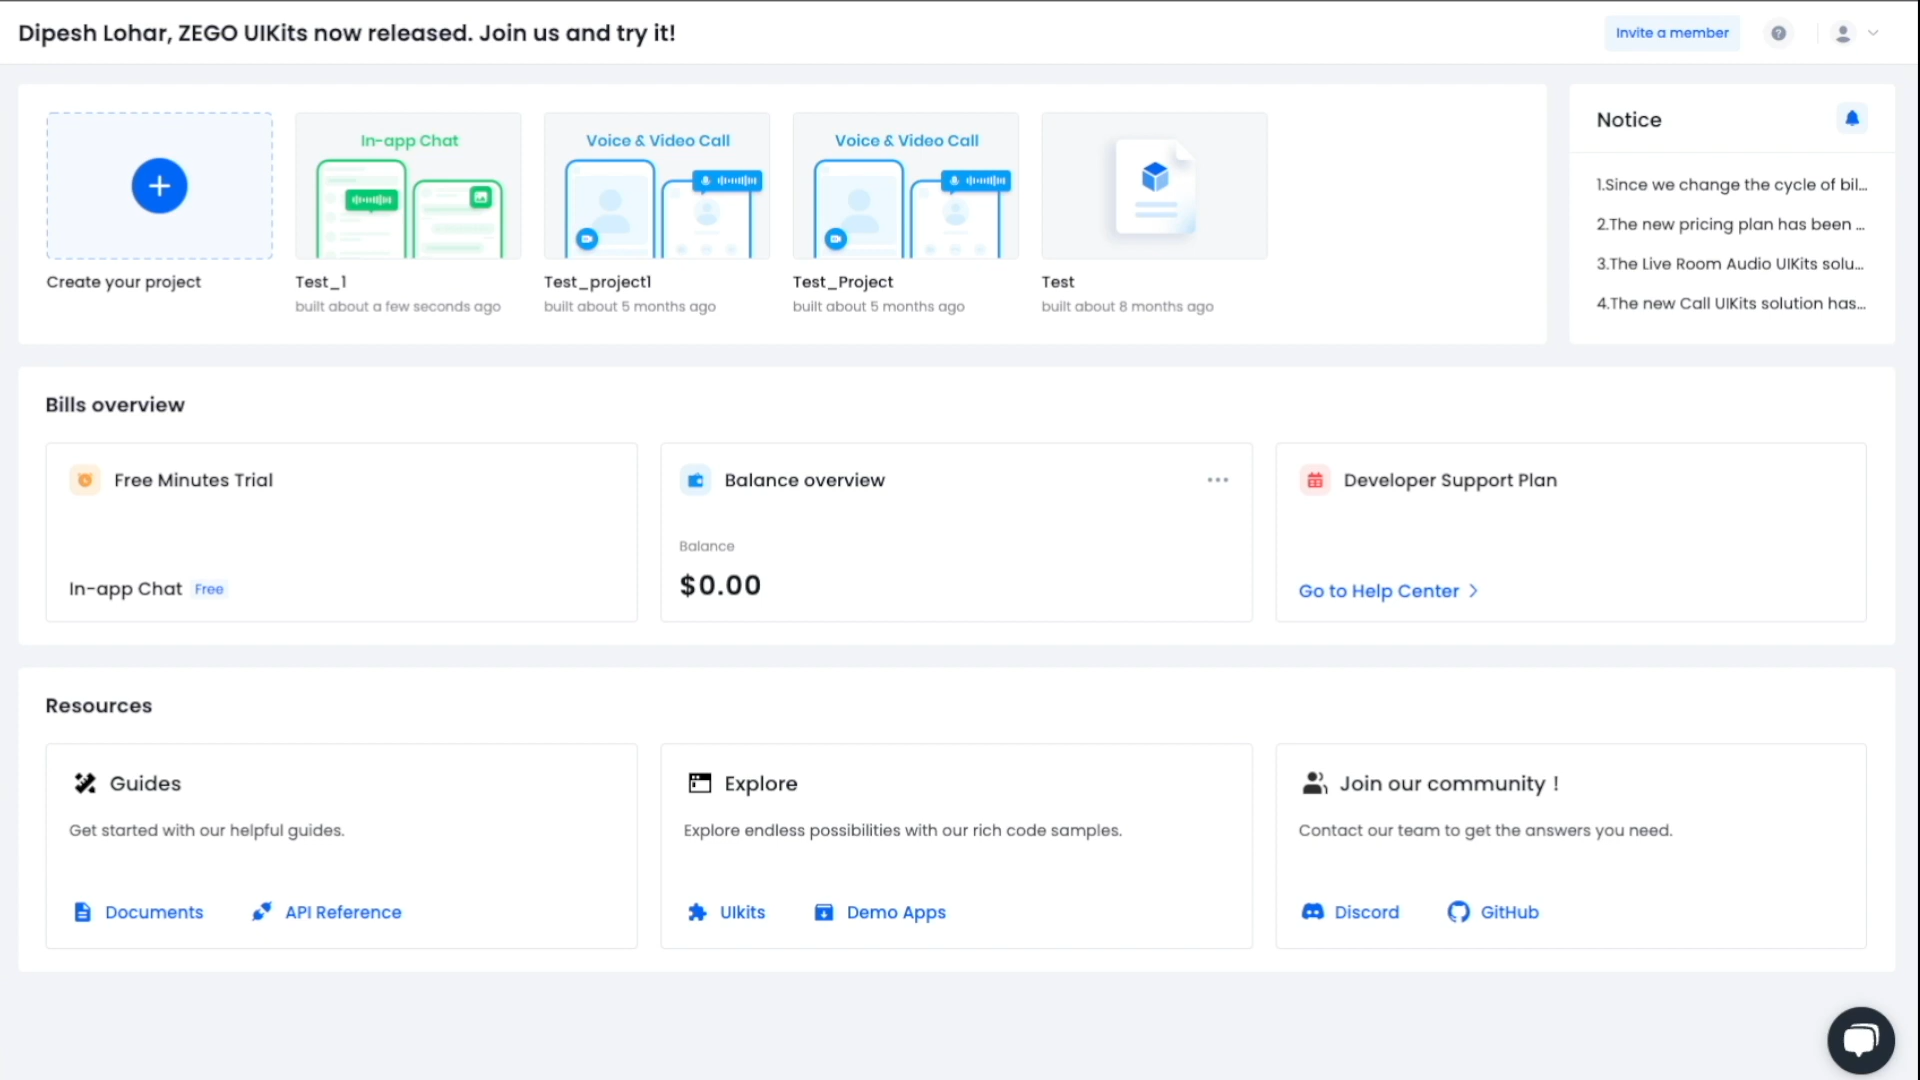 Dipesh Lohar, ZEGO UIKits now released. Join us and try it!
Invite a member
In-app Chat
Voice & Video Call
Voice & Video Call
Create your project
Test_1
built about a few seconds ago
Test_project1
built about 5 months ago
Test_Project
built about 5 months ago
Test
built about 8 months ago
Notice
1.Since we change the cycle of bil...
2.The new pricing plan has been ...
3.The Live Room Audio UIKits solu...
4.The new Call UIKits solution has...
Bills overview
Free Minutes Trial
In-app Chat Free
Balance overview
Balance
$0.00
Developer Support Plan
Go to Help Center
Resources
Guides
Get started with our helpful guides.
Documents
API Reference
Explore
Explore endless possibilities with our rich code samples.
UIkits
Demo Apps
Join our community !
Contact our team to get the answers you need.
Discord
GitHub